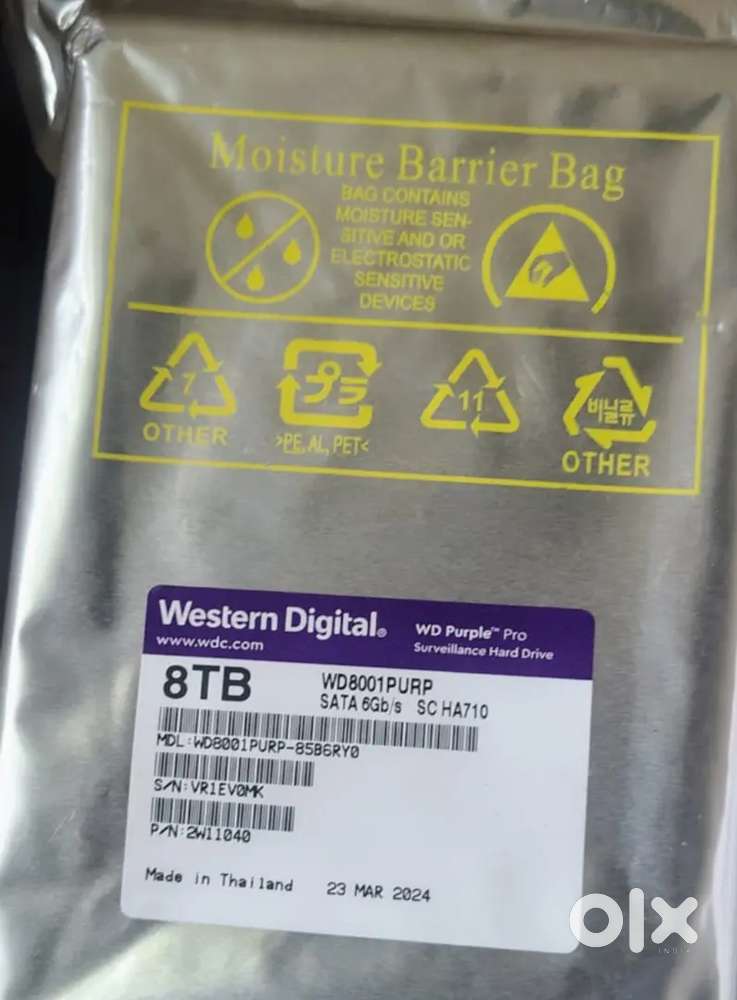 Moisture Barrier Bag
BAG CONTAINS
MOISTURE SEN-
SITIVE AND OR
ELECTROSTATIC
SENSITIVE
DEVICES
7
OTHER
プラ
>PE, AL, PET<
11
비닐류
OTHER
Western Digital®
www.wdc.com
WD Purple™ Pro
Surveillance Hard Drive
8TB
WD8001PURP
SATA 6Gb/s SC HA710
MDL:WD8001PURP-85B6RY0
S/N:VR1EV0MK
P/N:2W11040
Made in Thailand 23 MAR 2024
olx
INDIA